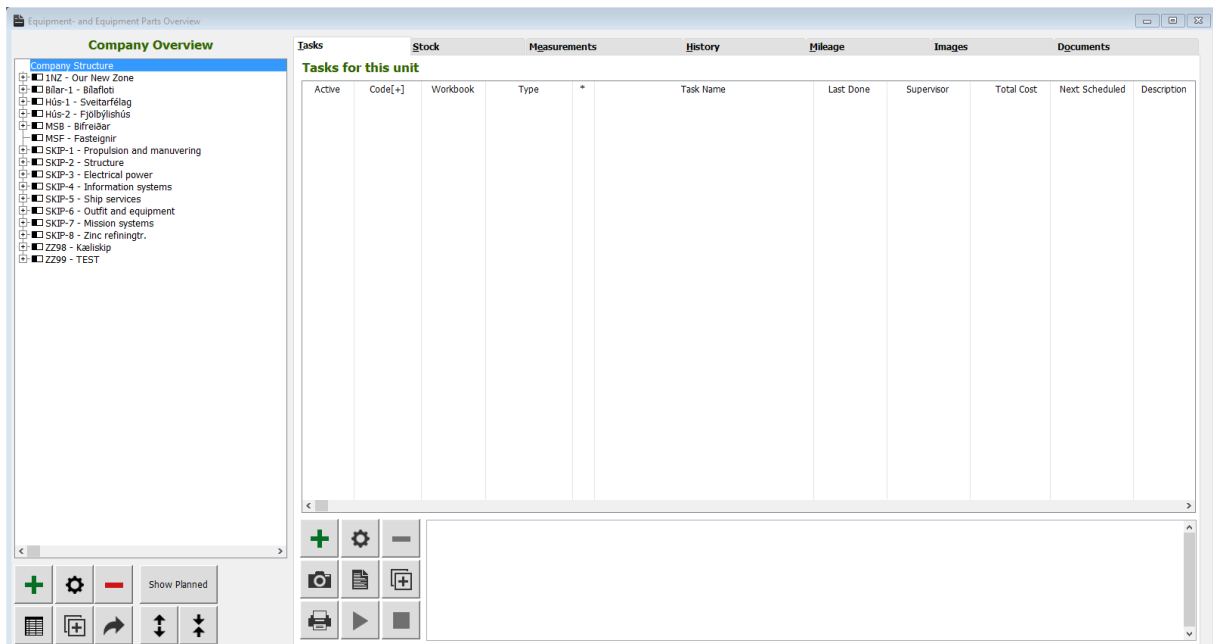 Equipment- and Equipment Parts Overview
Company Overview
Company Structure
1NZ - Our New Zone
Bílar-1 - Bílafloti
Hús-1 - Sveitarfélag
Hús-2 - Fjölbýlishús
MSB - Bifreiðar
MSF - Fasteignir
SKIP-1 - Propulsion and manuvering
SKIP-2 - Structure
SKIP-3 - Electrical power
SKIP-4 - Information systems
SKIP-5 - Ship services
SKIP-6 - Outfit and equipment
SKIP-7 - Mission systems
SKIP-8 - Zinc refiningtr.
ZZ98 - Kæliskip
ZZ99 - TEST
Show Planned
Tasks Stock Measurements History Mileage Images Documents
Tasks for this unit
Active Code[+] Workbook Type * Task Name Last Done Supervisor Total Cost Next Scheduled Description